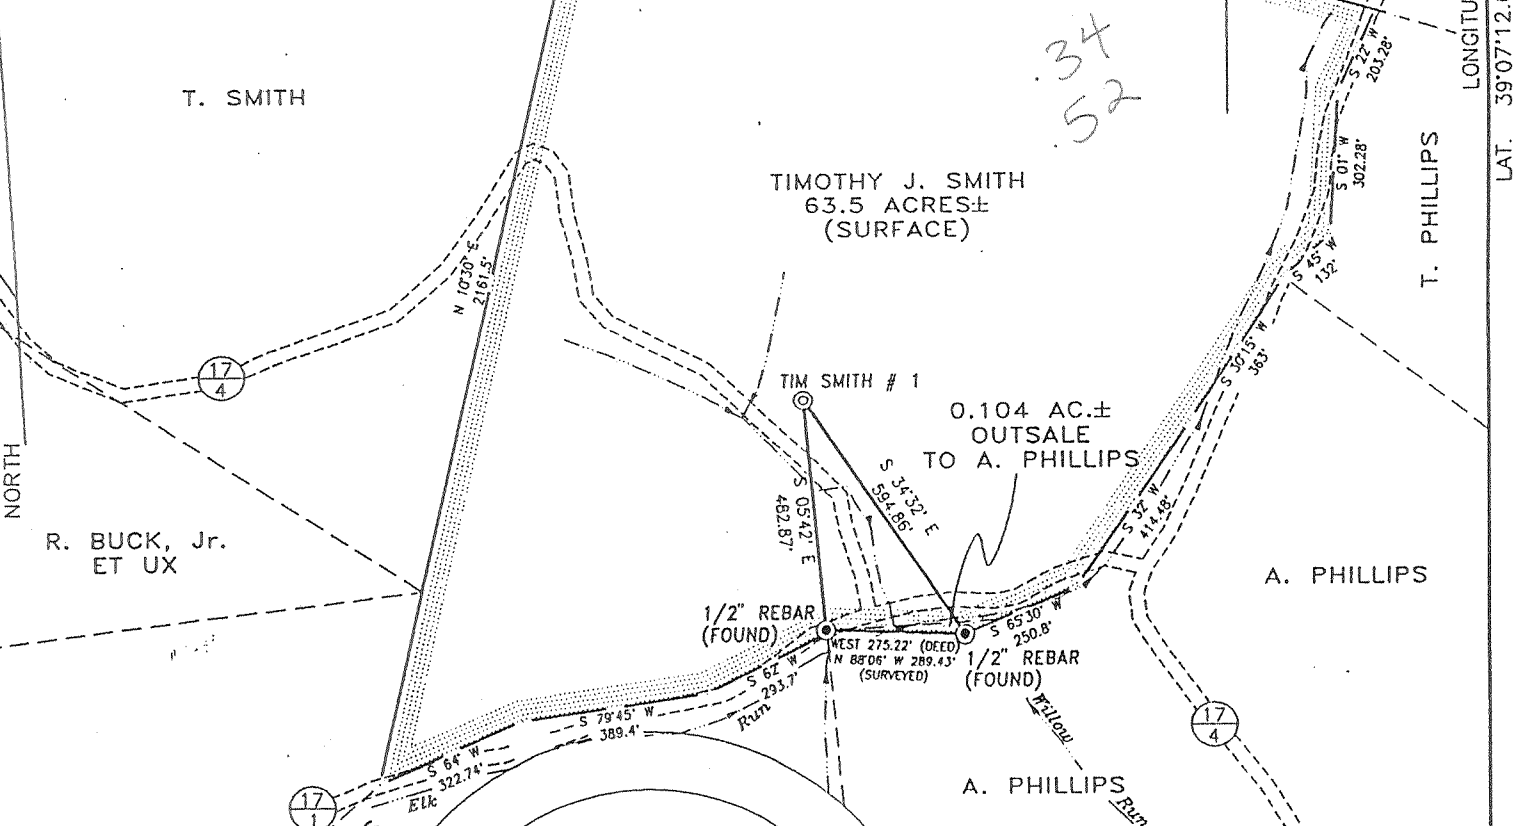 T. SMITH
.34
.52
TIMOTHY J. SMITH
63.5 ACRES±
(SURFACE)
S 22° W
203.28'
S 01° W
302.28'
T. PHILLIPS
LONGITU
LAT. 39°07'12.
S 45° W
132'
N 10°30' E
2161.5'
17
4
S 30°15' W
363'
TIM SMITH # 1
0.104 AC.±
OUTSALE
TO A. PHILLIPS
NORTH
S 05°42' E
482.87'
S 34°32' E
594.86'
S 32° W
414.48'
R. BUCK, Jr.
ET UX
A. PHILLIPS
1/2" REBAR
(FOUND)
WEST 275.22' (DEED)
N 88°06' W 289.43'
(SURVEYED)
S 65°30' W
250.8'
1/2" REBAR
(FOUND)
S 62° W
293.7'
Run
S 79°45' W
389.4'
Willow
17
4
S 64° W
322.74'
Elk
A. PHILLIPS
Run
17
1